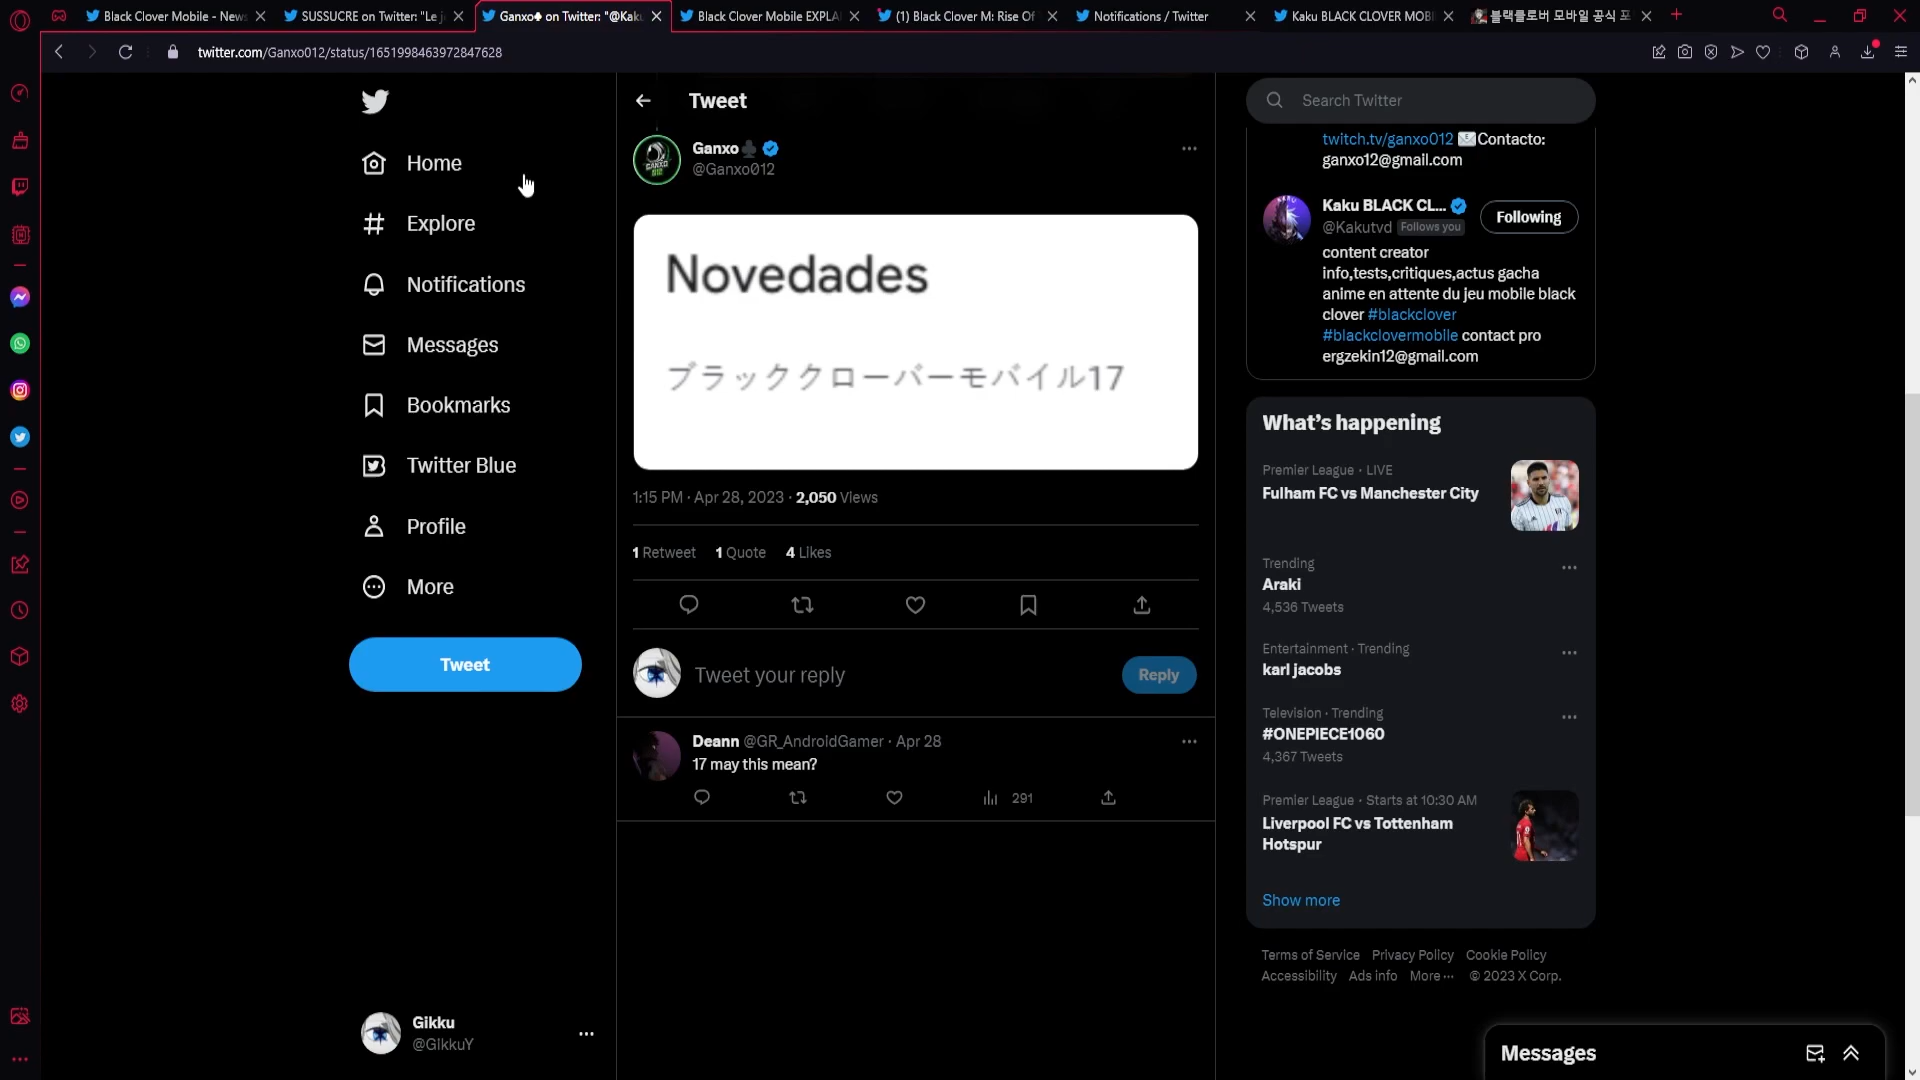 Black Clover Mobile - News
SUSSUCRE on Twitter: "Le j
Ganxo♣ on Twitter: "@Kaku
Black Clover Mobile EXPLA
(1) Black Clover M: Rise Of
Notifications / Twitter
Kaku BLACK CLOVER MOBI
블랙클로버 모바일 공식 포
twitter.com/Ganxo012/status/1651998463972847628
Home
Explore
Notifications
Messages
Bookmarks
Twitter Blue
Profile
More
Tweet
Gikku
@GIkkuY
Tweet
Ganxo♣
@Ganxo012
Novedades
ブラッククローバーモバイル17
1:15 PM · Apr 28, 2023 · 2,050 Views
1 Retweet 1 Quote 4 Likes
Tweet your reply
Reply
Deann @GR_AndroidGamer · Apr 28
17 may this mean?
291
Search Twitter
twitch.tv/ganxo012 📧Contacto:
ganxo12@gmail.com
Kaku BLACK CL...
@Kakutvd Follows you
Following
content creator
info,tests,critiques,actus gacha
anime en attente du jeu mobile black
clover #blackclover
#blackclovermobile contact pro
ergzekin12@gmail.com
What's happening
Premier League · LIVE
Fulham FC vs Manchester City
Trending
Araki
4,536 Tweets
Entertainment · Trending
karl jacobs
Television · Trending
#ONEPIECE1060
4,367 Tweets
Premier League · Starts at 10:30 AM
Liverpool FC vs Tottenham
Hotspur
Show more
Terms of Service Privacy Policy Cookie Policy
Accessibility Ads info More ··· © 2023 X Corp.
Messages